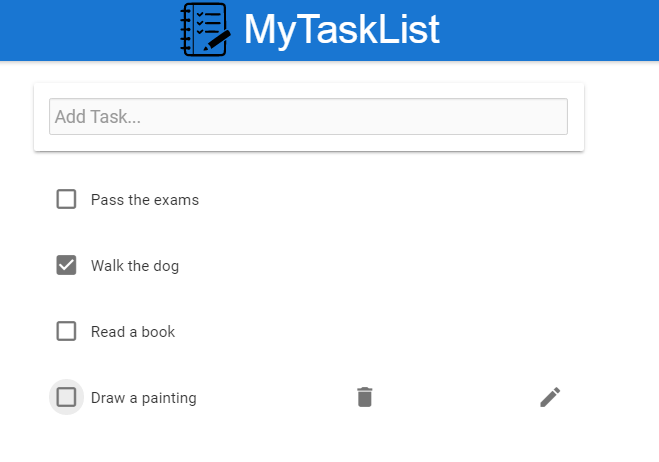 MyTaskList
Add Task...
Pass the exams
Walk the dog
Read a book
Draw a painting